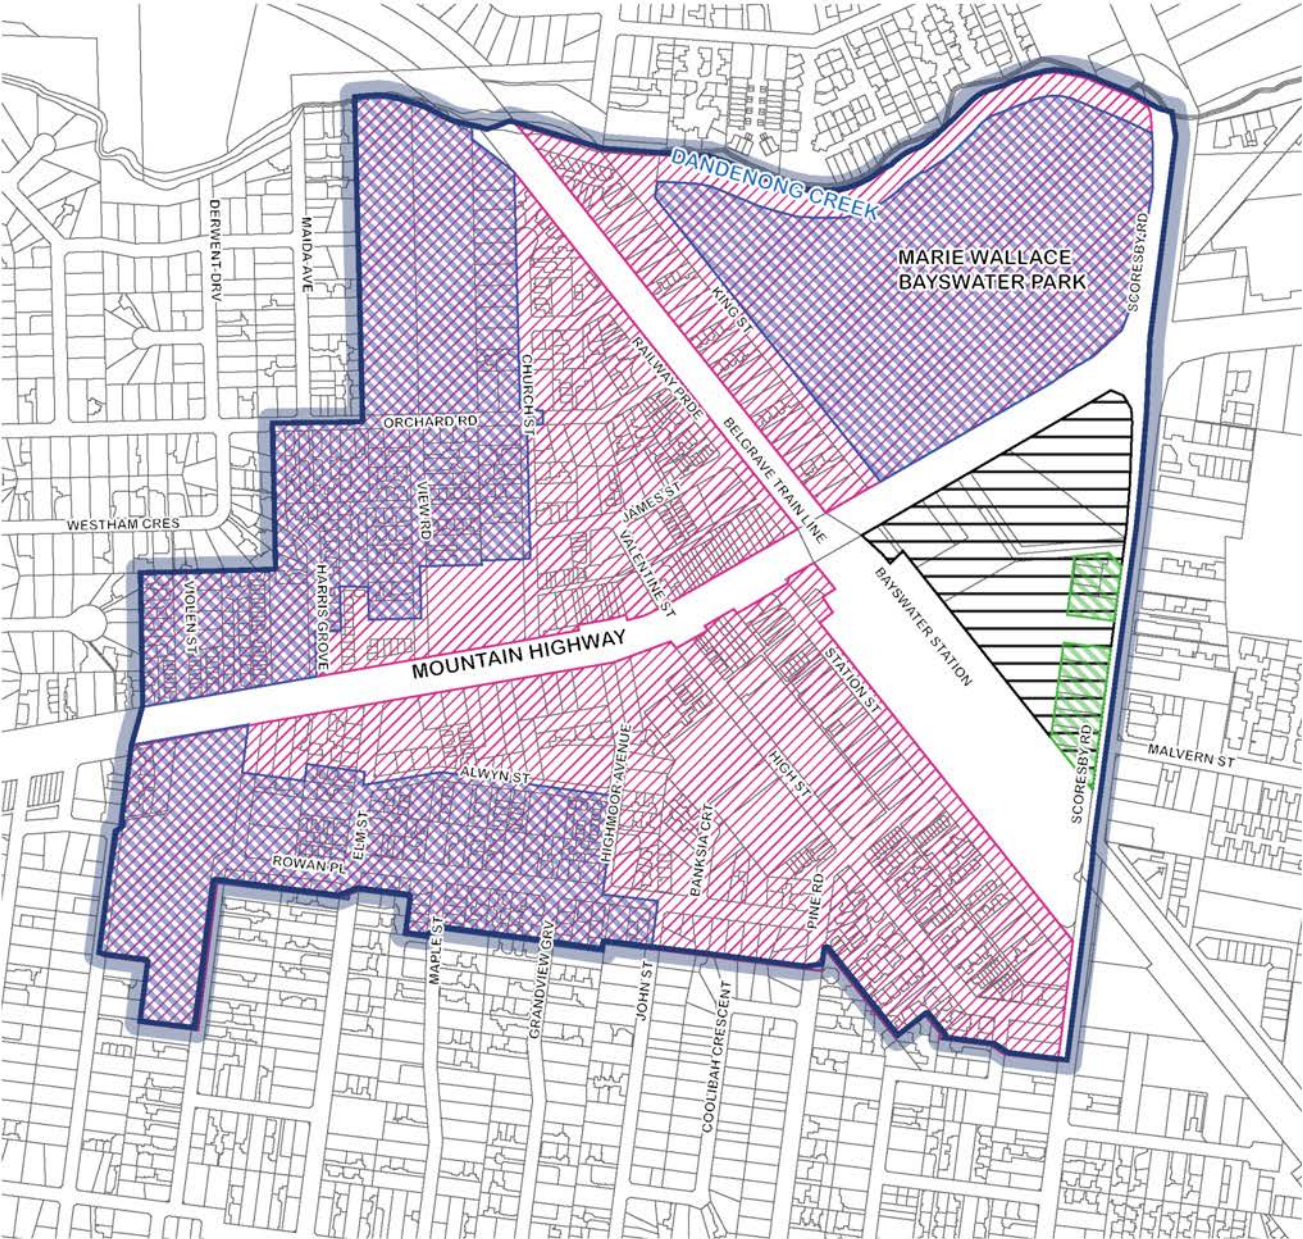 DANDENONG CREEK
DERWENT DRV
MAIDA AVE
SCORESBY RD
MARIE WALLACE
BAYSWATER PARK
KING ST
RAILWAY PRDE
CHURCH ST
ORCHARD RD
BELGRAVE TRAIN LINE
VIEW RD
JAMES ST
WESTHAM CRES
VALENTINE ST
HARRIS GROVE
VIOLEN ST
BAYSWATER STATION
MOUNTAIN HIGHWAY
STATION ST
HIGHMOOR AVENUE
SCORESBY RD
MALVERN ST
ALWYN ST
HIGH ST
ELM ST
BANKSIA CRT
ROWAN PL
PINE RD
MAPLE ST
GRANDVIEW GRV
JOHN ST
COOLIBAH CRESCENT